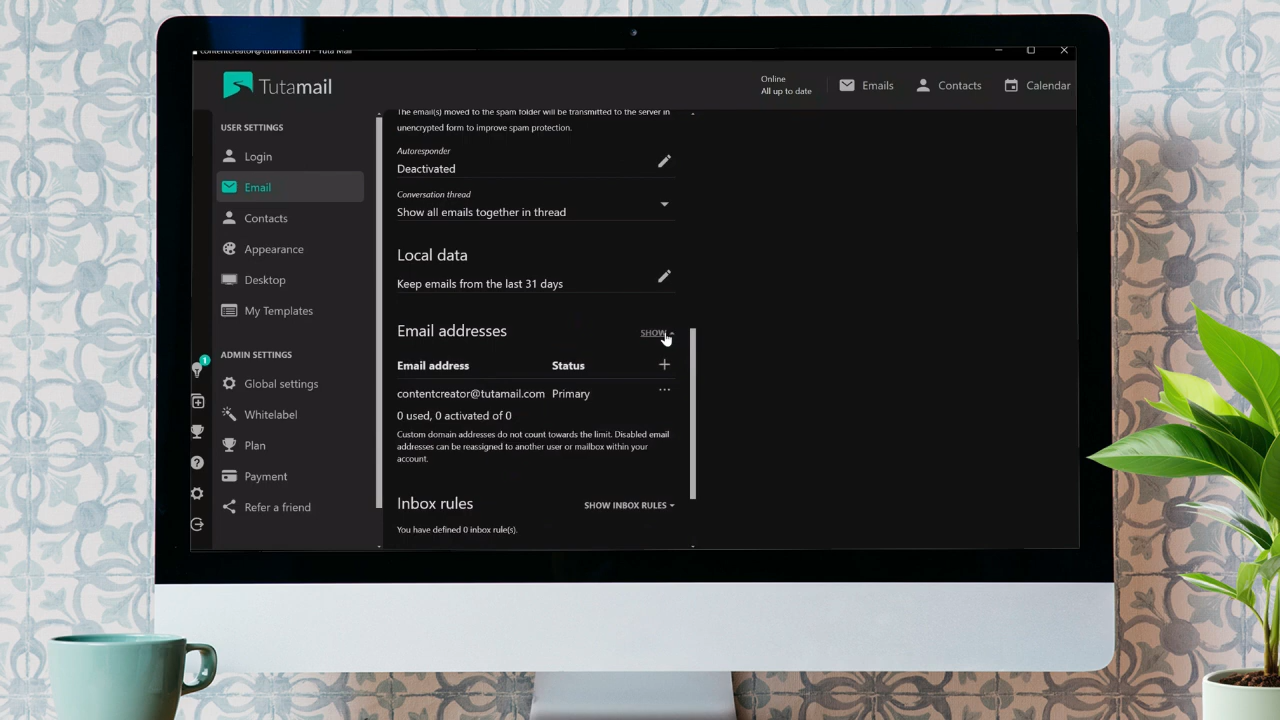 contentcreator@tutamail.com - Tuta Mail
Tutamail
Online
All up to date
Emails
Contacts
Calendar
USER SETTINGS
Login
Email
Contacts
Appearance
Desktop
My Templates
ADMIN SETTINGS
Global settings
Whitelabel
Plan
Payment
Refer a friend
1
The email(s) moved to the spam folder will be transmitted to the server in
unencrypted form to improve spam protection.
Autoresponder
Deactivated
Conversation thread
Show all emails together in thread
Local data
Keep emails from the last 31 days
Email addresses
SHOW
Email address Status
contentcreator@tutamail.com Primary
0 used, 0 activated of 0
Custom domain addresses do not count towards the limit. Disabled email
addresses can be reassigned to another user or mailbox within your
account.
Inbox rules
SHOW INBOX RULES
You have defined 0 inbox rule(s).